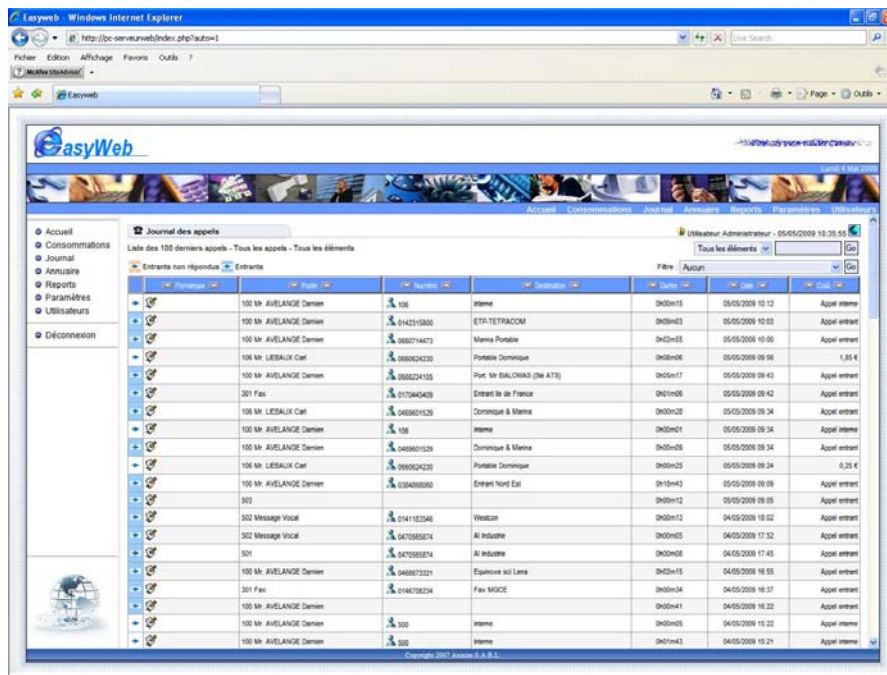 Easyweb - Windows Internet Explorer
http://pc-serveurweb/index.php?auto=1
Live Search
Fichier Edition Affichage Favoris Outils ?
McAfee SiteAdvisor
Easyweb
Page Outils
EasyWeb
Lundi 4 Mai 2009
Accueil Consommations Journal Annuaire Reports Paramètres Utilisateurs
Accueil
Consommations
Journal
Annuaire
Reports
Paramètres
Utilisateurs
Déconnexion
Journal des appels
Utilisateur Administrateur - 05/05/2009 10:35:55
Liste des 100 derniers appels - Tous les appels - Tous les éléments
Tous les éléments Go
Entrants non répondus Entrants
Filtre : Aucun Go
Remarque Poste Numéro Destination Durée Date Coût
100 Mr. AVELANGE Damien 106 Interne 0h00m15 05/05/2009 10:12 Appel interne
100 Mr. AVELANGE Damien 0142315800 ETP-TETRACOM 0h09m03 05/05/2009 10:03 Appel entrant
100 Mr. AVELANGE Damien 0660714473 Marina Portable 0h02m55 05/05/2009 10:00 Appel entrant
106 Mr. LIEBAUX Carl 0660624230 Portable Dominique 0h08m06 05/05/2009 09:56 1,85 €
100 Mr. AVELANGE Damien 0668234105 Port. Mr BIALOWAS (Sté ATS) 0h05m17 05/05/2009 09:43 Appel entrant
301 Fax 0170445409 Entrant Ile de France 0h01m06 05/05/2009 09:42 Appel entrant
106 Mr. LIEBAUX Carl 0469601529 Dominique & Marina 0h00m28 05/05/2009 09:34 Appel entrant
100 Mr. AVELANGE Damien 106 Interne 0h00m01 05/05/2009 09:34 Appel interne
100 Mr. AVELANGE Damien 0469601529 Dominique & Marina 0h00m09 05/05/2009 09:34 Appel entrant
106 Mr. LIEBAUX Carl 0660624230 Portable Dominique 0h00m25 05/05/2009 09:24 0,25 €
100 Mr. AVELANGE Damien 0384868060 Entrant Nord Est 0h10m43 05/05/2009 09:09 Appel entrant
503 0h00m12 05/05/2009 09:05 Appel entrant
502 Message Vocal 0141183546 Westcon 0h00m13 04/05/2009 18:02 Appel entrant
502 Message Vocal 0470565874 Al Industrie 0h00m05 04/05/2009 17:52 Appel entrant
501 0470565874 Al Industrie 0h00m08 04/05/2009 17:45 Appel entrant
100 Mr. AVELANGE Damien 0468673321 Equinoxe sci Lena 0h02m15 04/05/2009 16:55 Appel entrant
301 Fax 0146708234 Fax MGCE 0h00m34 04/05/2009 16:37 Appel entrant
100 Mr. AVELANGE Damien 0h00m41 04/05/2009 16:22 Appel entrant
100 Mr. AVELANGE Damien 500 Interne 0h00m05 04/05/2009 15:22 Appel interne
100 Mr. AVELANGE Damien 500 Interne 0h01m43 04/05/2009 15:21 Appel interne
Copyright 2007 S.A.R.L.